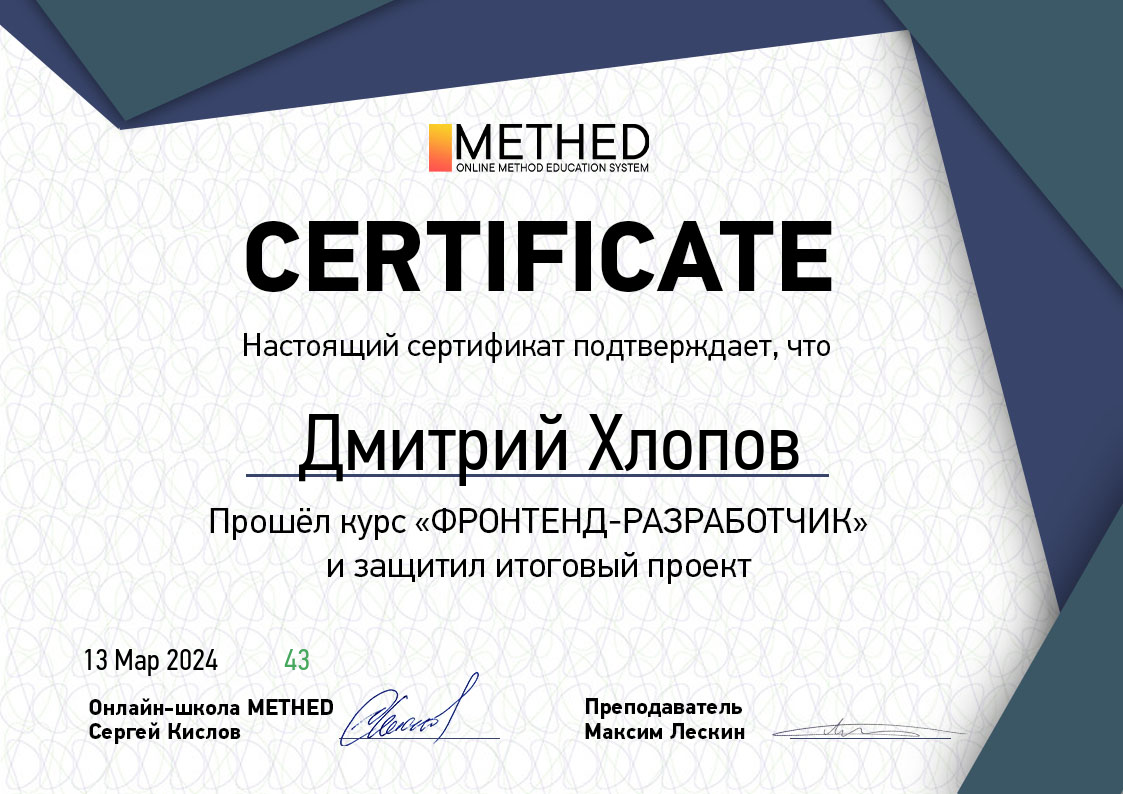 METHED
ONLINE METHOD EDUCATION SYSTEM
CERTIFICATE
Настоящий сертификат подтверждает, что
Дмитрий Хлопов
Прошёл курс «ФРОНТЕНД-РАЗРАБОТЧИК»
и защитил итоговый проект
13 Мар 2024 43
Онлайн-школа METHED
Сергей Кислов
Преподаватель
Максим Лескин